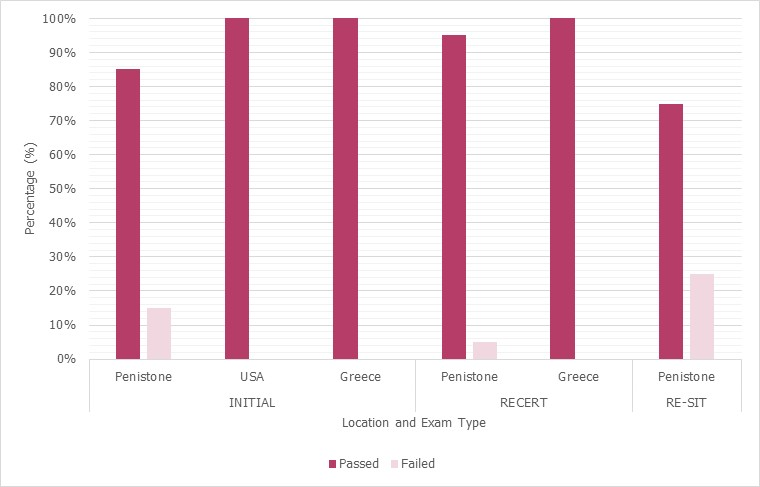 100%
90%
80%
70%
60%
50%
40%
30%
20%
10%
0%
Percentage (%)
Penistone USA Greece Penistone Greece Penistone
INITIAL RECERT RE-SIT
Location and Exam Type
Passed Failed